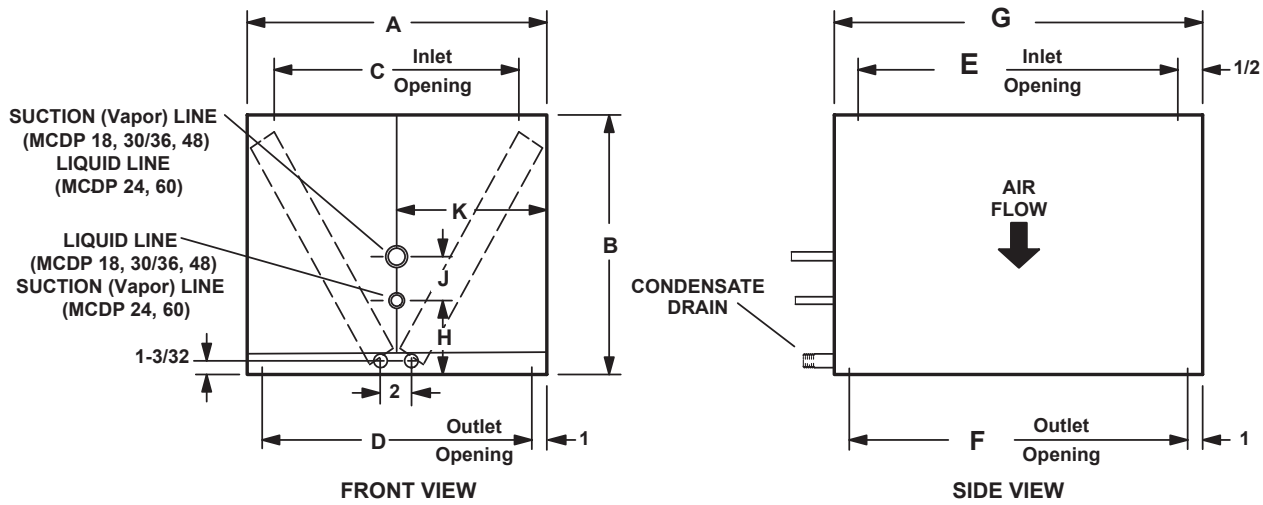 A
C
Inlet
Opening
SUCTION (Vapor) LINE
(MCDP 18, 30/36, 48)
LIQUID LINE
(MCDP 24, 60)
K
B
LIQUID LINE
(MCDP 18, 30/36, 48)
SUCTION (Vapor) LINE
(MCDP 24, 60)
J
H
1-3/32
2
D
Outlet
Opening
1
FRONT VIEW
G
E
Inlet
Opening
1/2
AIR
FLOW
CONDENSATE
DRAIN
F
Outlet
Opening
1
SIDE VIEW